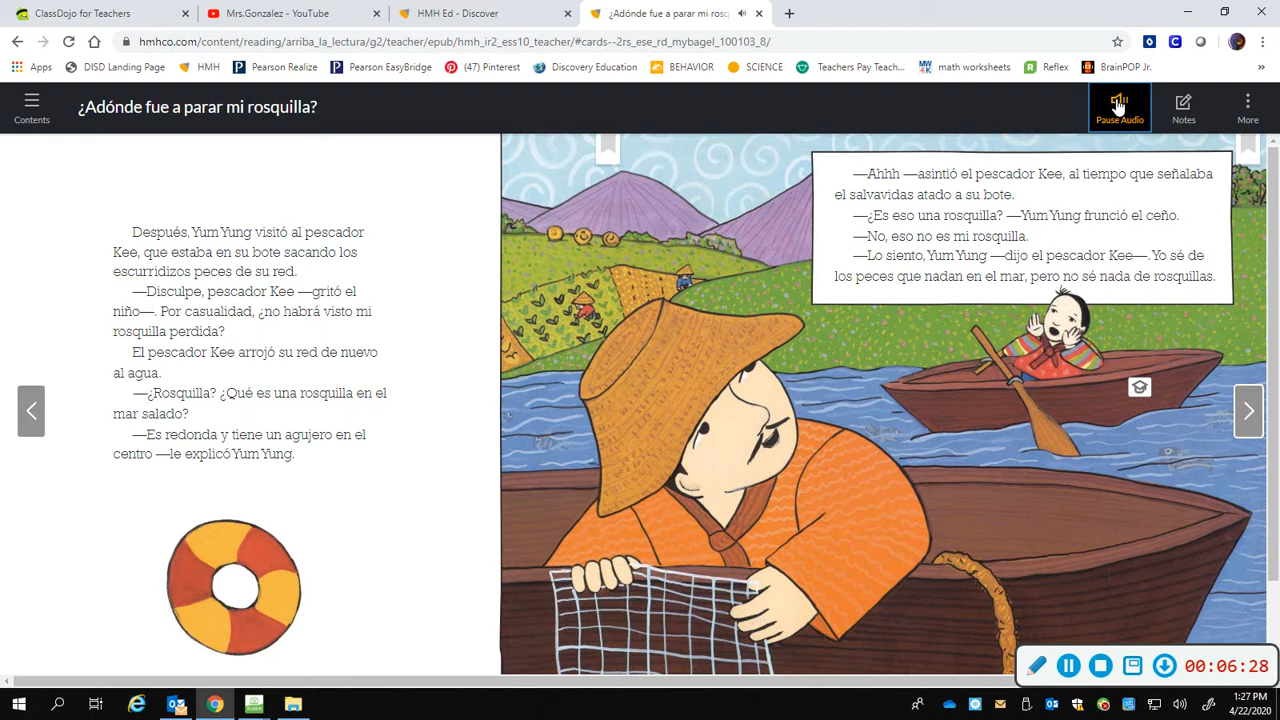 ClassDojo for Teachers
Mrs.Gonzalez - YouTube
HMH Ed - Discover
¿Adónde fue a parar mi rosq
hmhco.com/content/reading/arriba_la_lectura/g2/teacher/epub/hmh_ir2_ess10_teacher/#cards--2rs_ese_rd_mybagel_100103_8/
Apps
DISD Landing Page
HMH
Pearson Realize
Pearson EasyBridge
(47) Pinterest
Discovery Education
BEHAVIOR
SCIENCE
Teachers Pay Teach...
math worksheets
Reflex
BrainPOP Jr.
Contents
¿Adónde fue a parar mi rosquilla?
Pause Audio
Notes
More
Después, Yum Yung visitó al pescador
Kee, que estaba en su bote sacando los
escurridizos peces de su red.
—Disculpe, pescador Kee —gritó el
niño—. Por casualidad, ¿no habrá visto mi
rosquilla perdida?
El pescador Kee arrojó su red de nuevo
al agua.
—¿Rosquilla? ¿Qué es una rosquilla en el
mar salado?
—Es redonda y tiene un agujero en el
centro —le explicó Yum Yung.
—Ahhh —asintió el pescador Kee, al tiempo que señalaba
el salvavidas atado a su bote.
—¿Es eso una rosquilla? —Yum Yung frunció el ceño.
—No, eso no es mi rosquilla.
—Lo siento, Yum Yung —dijo el pescador Kee—. Yo sé de
los peces que nadan en el mar, pero no sé nada de rosquillas.
00:06:28
1:27 PM
4/22/2020